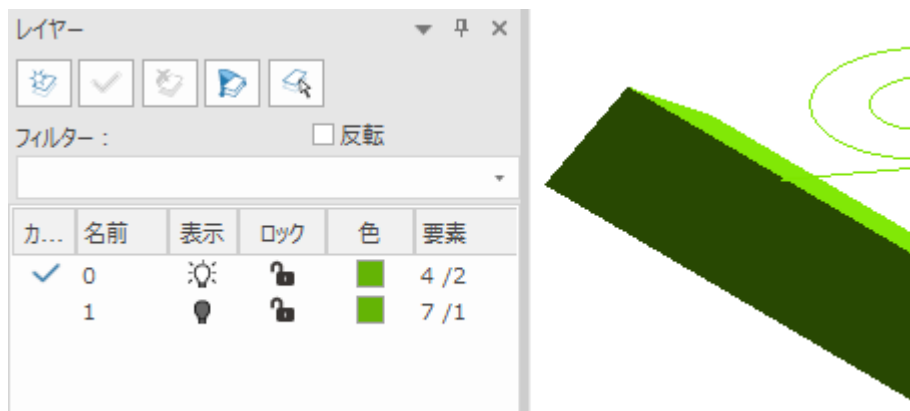 レイヤー
フィルター : 反転
カ... 名前 表示 ロック 色 要素
0 4 /2
1 7 /1